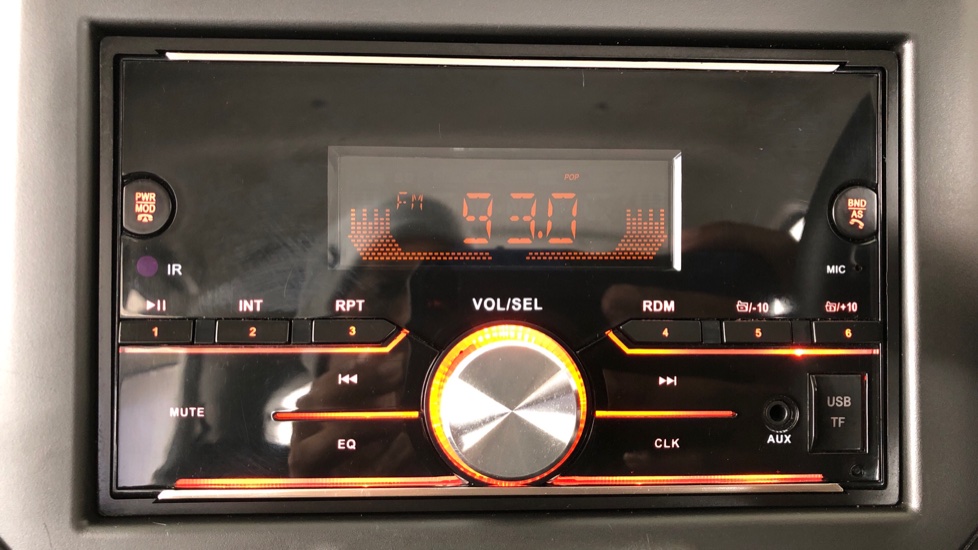 POP
FM 93.0
PWR
MOD
BND
AS
IR
MIC
INT RPT VOL/SEL RDM /-10 /+10
1 2 3 4 5 6
MUTE
EQ
CLK
AUX
USB
TF